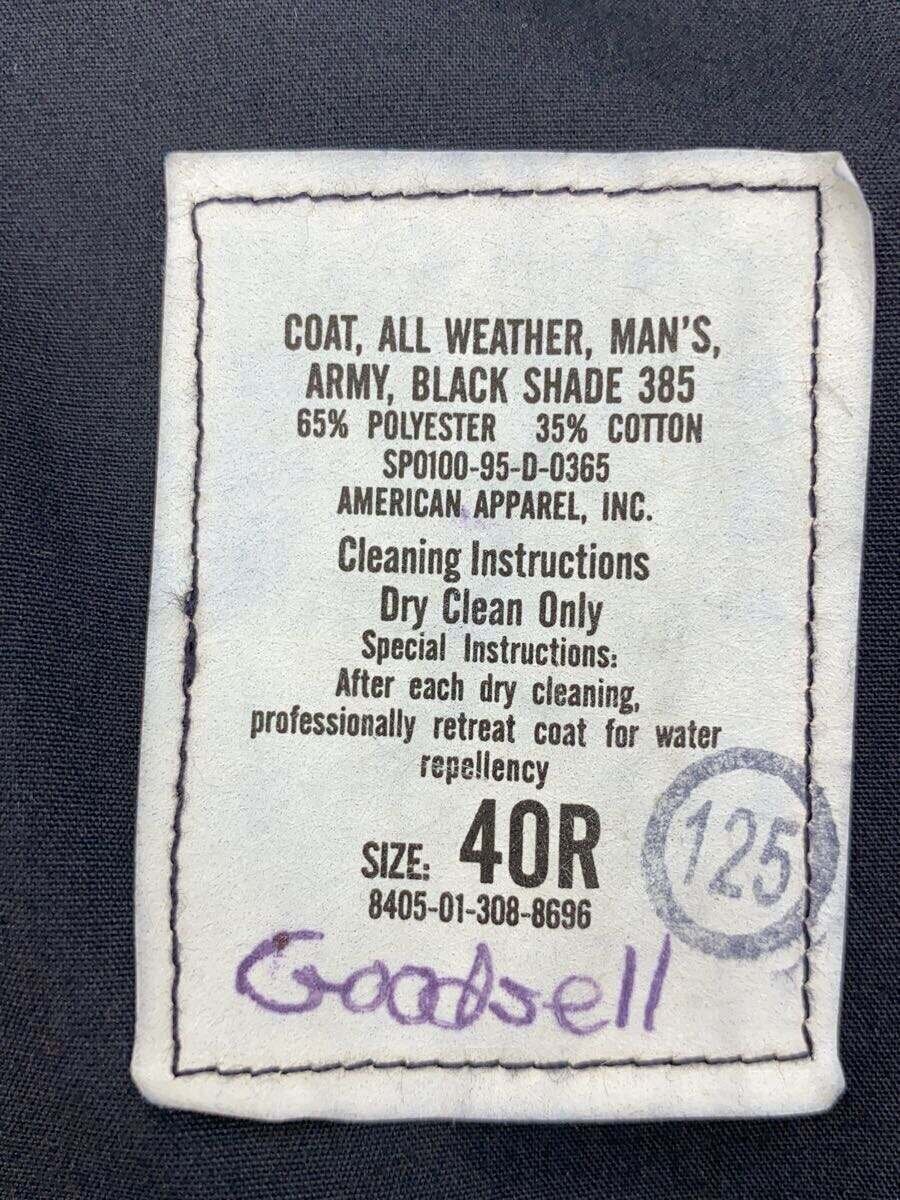 COAT, ALL WEATHER, MAN'S,
ARMY, BLACK SHADE 385
65% POLYESTER 35% COTTON
SPO100-95-D-0365
AMERICAN APPAREL, INC.
Cleaning Instructions
Dry Clean Only
Special Instructions:
After each dry cleaning,
professionally retreat coat for water
repellency
SIZE: 40R
125
8405-01-308-8696
Goodsell